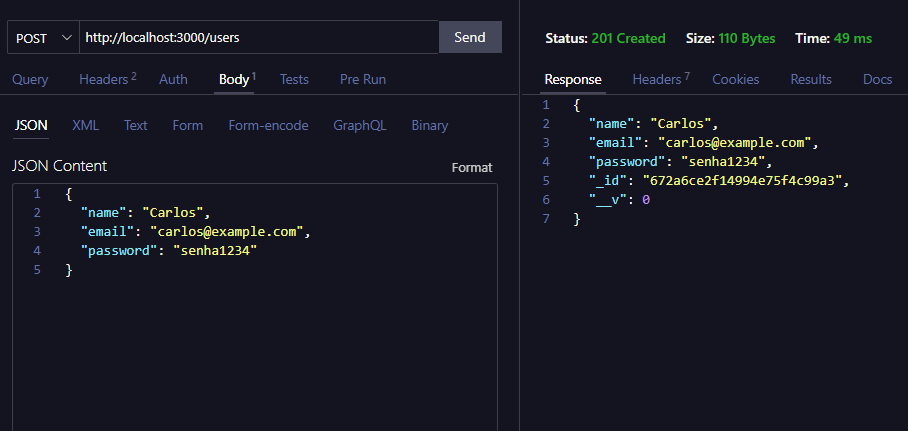 POST http://localhost:3000/users Send
Query Headers 2 Auth Body 1 Tests Pre Run
JSON XML Text Form Form-encode GraphQL Binary
JSON Content Format
1 {
2 "name": "Carlos",
3 "email": "carlos@example.com",
4 "password": "senha1234"
5 }
Status: 201 Created Size: 110 Bytes Time: 49 ms
Response Headers 7 Cookies Results Docs
1 {
2 "name": "Carlos",
3 "email": "carlos@example.com",
4 "password": "senha1234",
5 "_id": "672a6ce2f14994e75f4c99a3",
6 "__v": 0
7 }